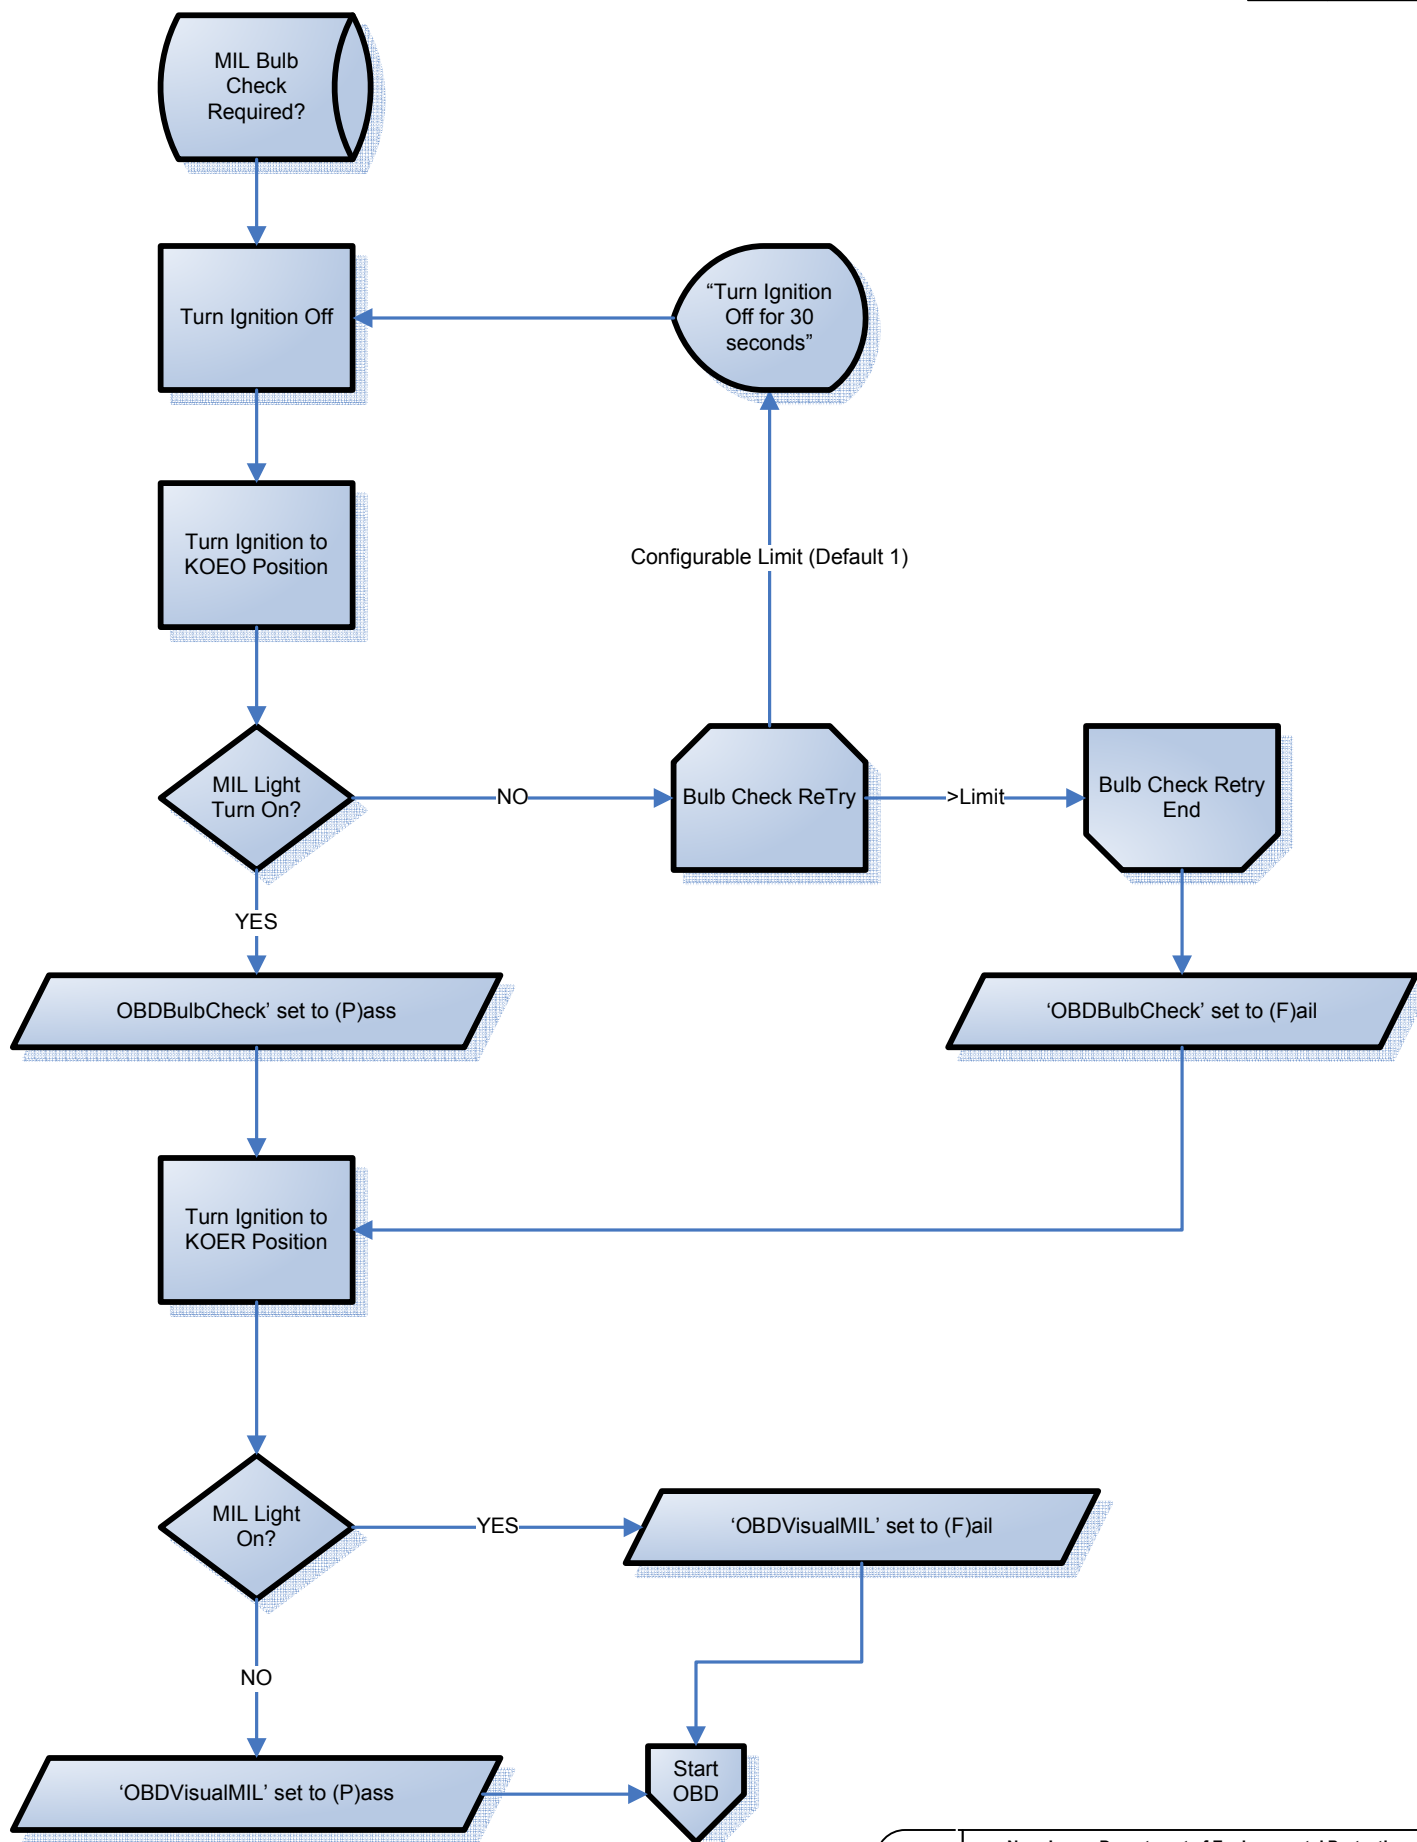 MIL Bulb
Check
Required?
Turn Ignition Off
“Turn Ignition
Off for 30
seconds”
Turn Ignition to
KOEO Position
Configurable Limit (Default 1)
MIL Light
Turn On?
NO
Bulb Check ReTry
>Limit
Bulb Check Retry
End
YES
OBDBulbCheck’ set to (P)ass
‘OBDBulbCheck’ set to (F)ail
Turn Ignition to
KOER Position
MIL Light
On?
YES
‘OBDVisualMIL’ set to (F)ail
NO
‘OBDVisualMIL’ set to (P)ass
Start
OBD